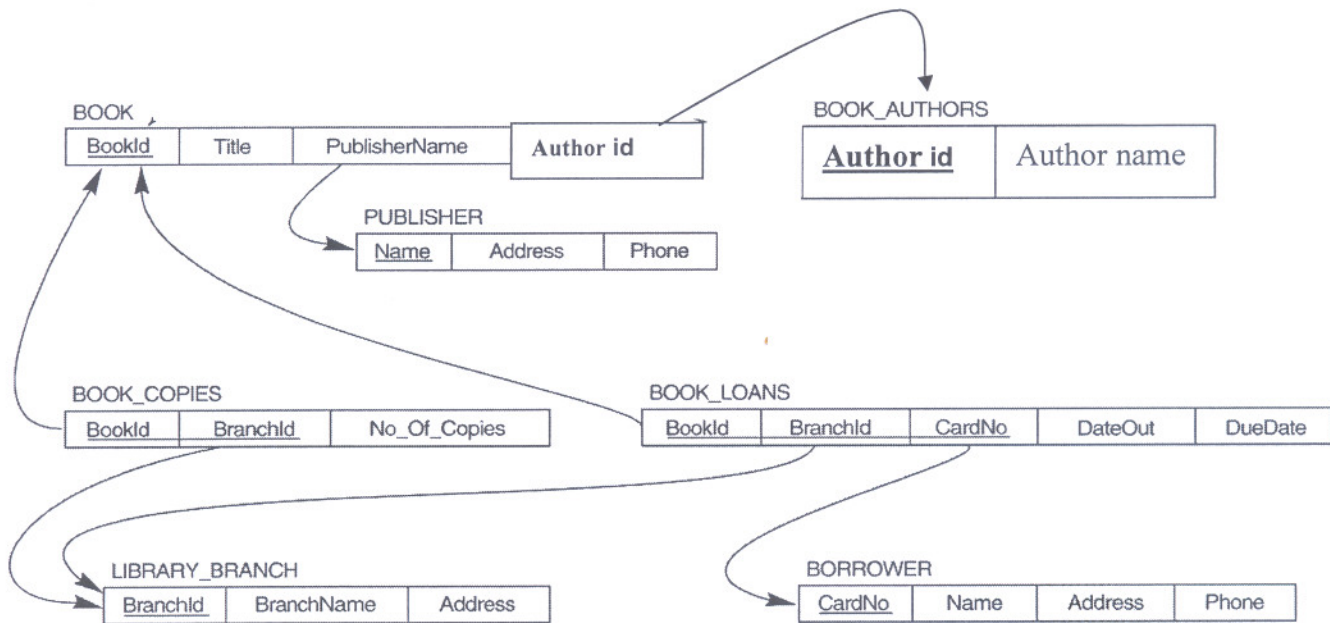 BOOK
BookId Title PublisherName Author id
BOOK_AUTHORS
Author id Author name
PUBLISHER
Name Address Phone
BOOK_COPIES
BookId BranchId No_Of_Copies
BOOK_LOANS
BookId BranchId CardNo DateOut DueDate
LIBRARY_BRANCH
BranchId BranchName Address
BORROWER
CardNo Name Address Phone